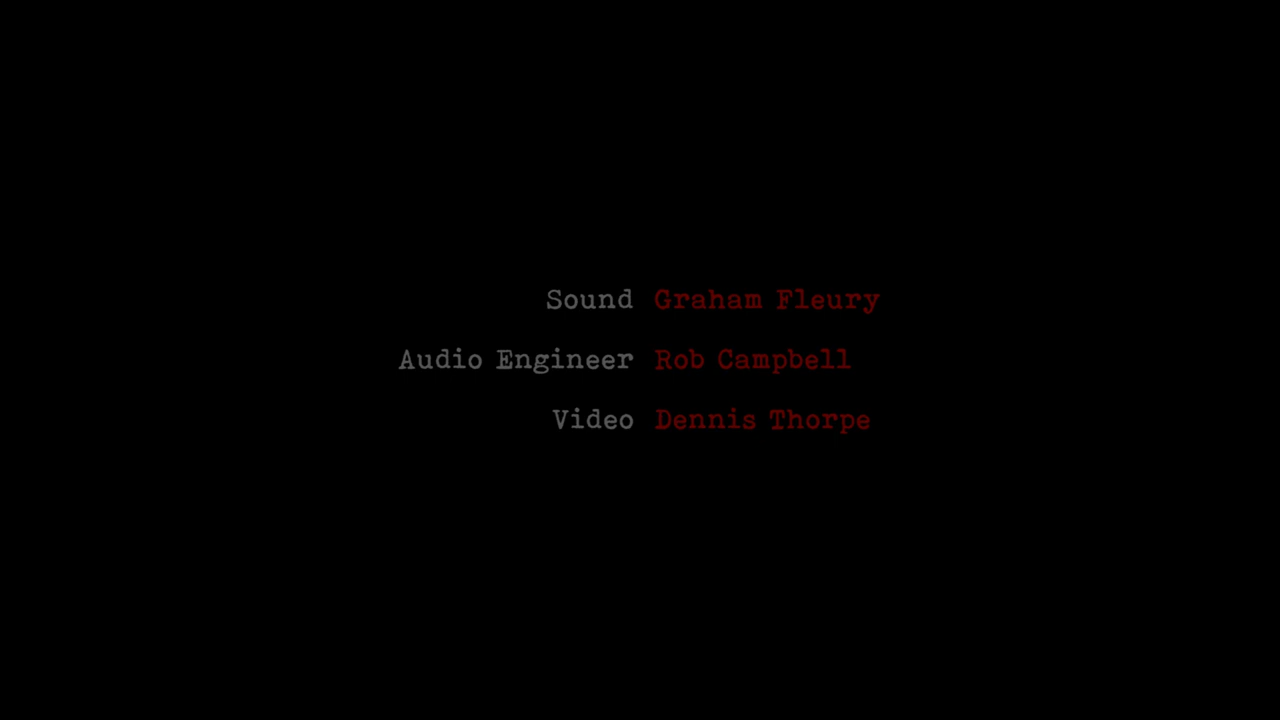 Sound Graham Fleury
Audio Engineer Rob Campbell
Video Dennis Thorpe